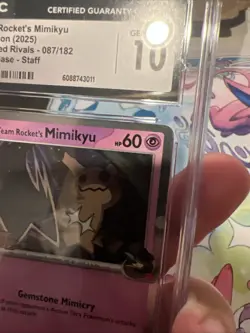 CERTIFIED GUARANTY
Rocket's Mimikyu
on (2025)
ed Rivals - 087/182
ase - Staff
GE
10
6088743011
Team Rocket's Mimikyu HP60
Gemstone Mimicry